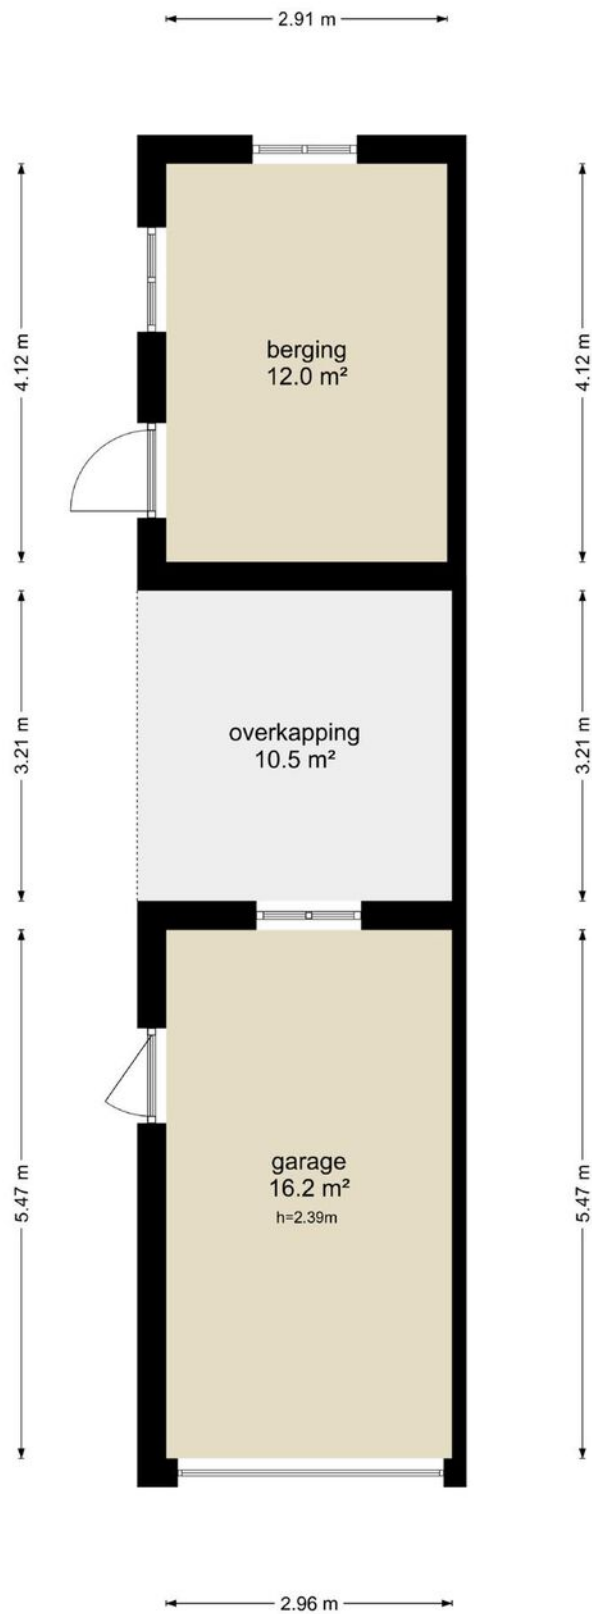 2.91 m
4.12 m
berging
12.0 m²
4.12 m
3.21 m
overkapping
10.5 m²
3.21 m
5.47 m
garage
16.2 m²
h=2.39m
5.47 m
2.96 m